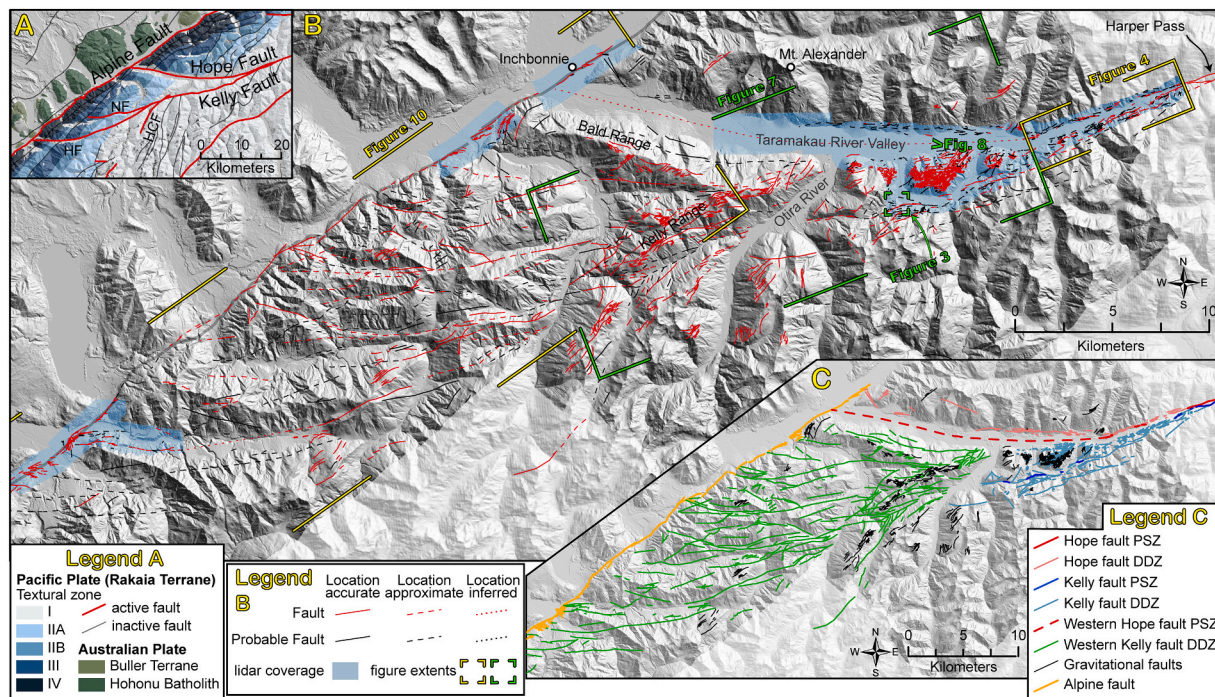 A
Alpine Fault
Hope Fault
Kelly Fault
NF
HCF
HF
0 10 20
Kilometers
B
Inchbonnie
Mt. Alexander
Harper Pass
Figure 4
Figure 7
Figure 10
Bald Range
Taramakau River Valley
>Fig. 8
Otira River
Kelly Range
Figure 3
N
W E
S
0 5 10
Kilometers
C
N
W E
S
0 5 10
Kilometers
Legend A
Pacific Plate (Rakaia Terrane)
Textural zone
I
IIA
IIB
III
IV
active fault
inactive fault
Australian Plate
Buller Terrane
Hohonu Batholith
Legend B
Location accurate
Location approximate
Location inferred
Fault
Probable Fault
lidar coverage
figure extents
Legend C
Hope fault PSZ
Hope fault DDZ
Kelly fault PSZ
Kelly fault DDZ
Western Hope fault PSZ
Western Kelly fault DDZ
Gravitational faults
Alpine fault